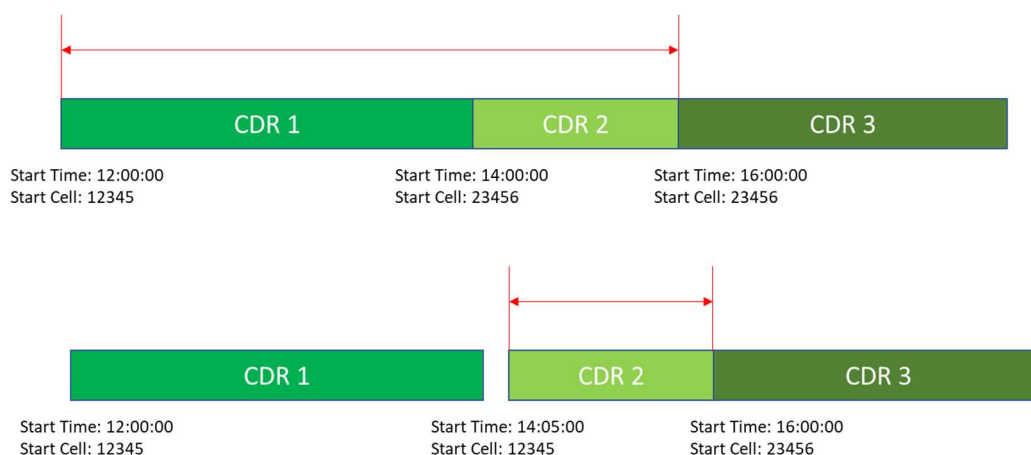 CDR 1
CDR 2
CDR 3
Start Time: 12:00:00
Start Cell: 12345
Start Time: 14:00:00
Start Cell: 23456
Start Time: 16:00:00
Start Cell: 23456
CDR 1
CDR 2
CDR 3
Start Time: 12:00:00
Start Cell: 12345
Start Time: 14:05:00
Start Cell: 12345
Start Time: 16:00:00
Start Cell: 23456